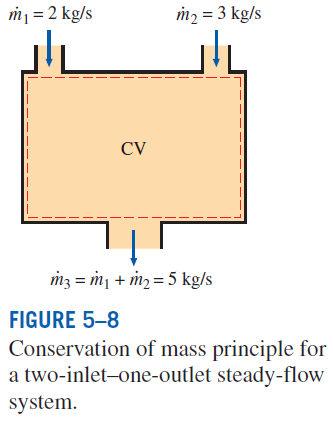 ṁ₁ = 2 kg/s ṁ₂ = 3 kg/s
CV
ṁ₃ = ṁ₁ + ṁ₂ = 5 kg/s
FIGURE 5–8
Conservation of mass principle for
a two-inlet–one-outlet steady-flow
system.